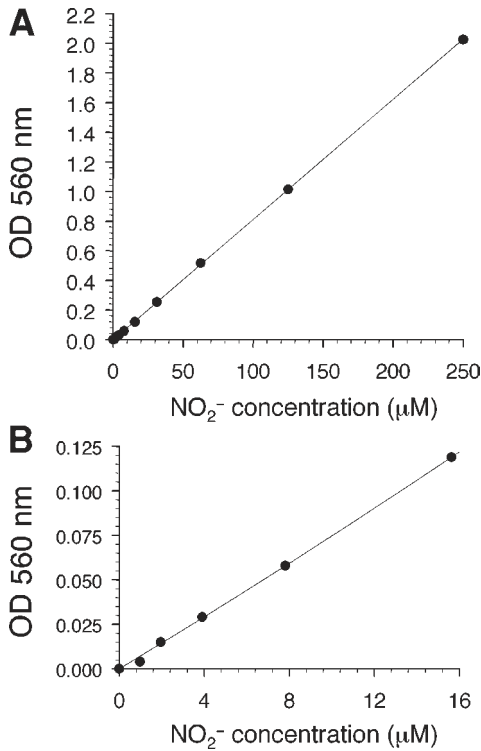 A
2.2
2.0
1.8
1.6
1.4
1.2
1.0
0.8
0.6
0.4
0.2
0.0
OD 560 nm
0 50 100 150 200 250
NO₂⁻ concentration (μM)
B
0.125
0.100
0.075
0.050
0.025
0.000
OD 560 nm
0 4 8 12 16
NO₂⁻ concentration (μM)